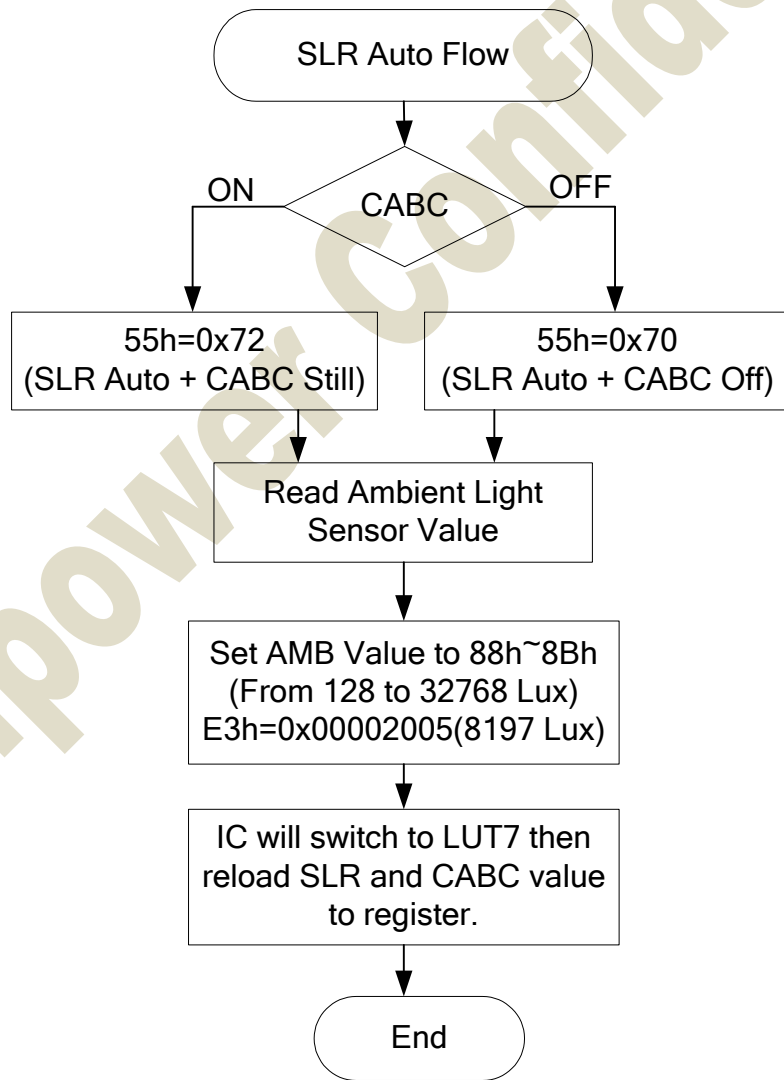 SLR Auto Flow
ON
OFF
CABC
55h=0x72
(SLR Auto + CABC Still)
55h=0x70
(SLR Auto + CABC Off)
Read Ambient Light
Sensor Value
Set AMB Value to 88h~8Bh
(From 128 to 32768 Lux)
E3h=0x00002005(8197 Lux)
IC will switch to LUT7 then
reload SLR and CABC value
to register.
End